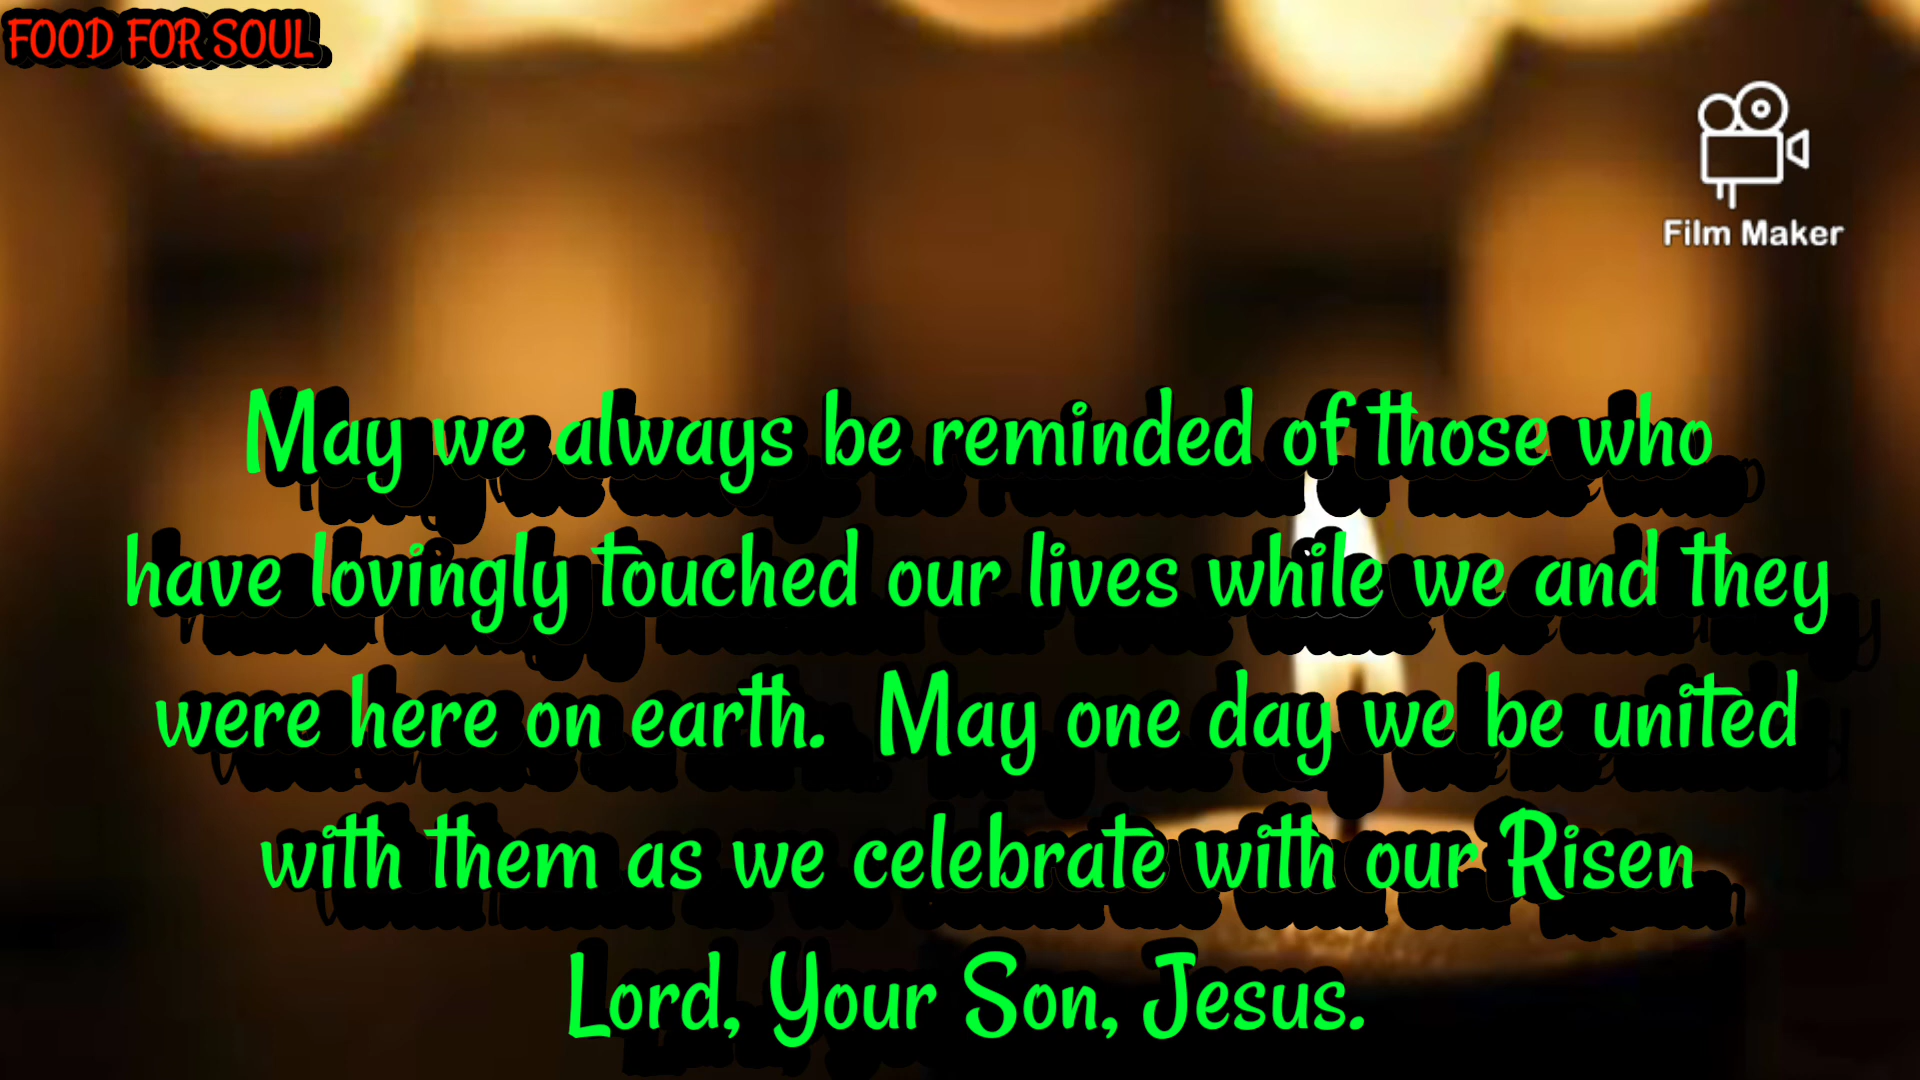 FOOD FOR SOUL
Film Maker
May we always be reminded of those who
have lovingly touched our lives while we and they
were here on earth.  May one day we be united
with them as we celebrate with our Risen
Lord, Your Son, Jesus.